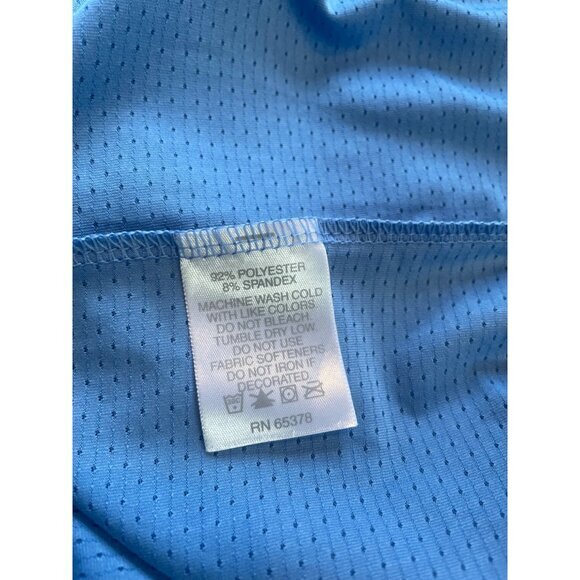 92% POLYESTER
8% SPANDEX
MACHINE WASH COLD
WITH LIKE COLORS
DO NOT BLEACH.
TUMBLE DRY LOW.
DO NOT USE
FABRIC SOFTENERS
DO NOT IRON IF
DECORATED.
RN 65378